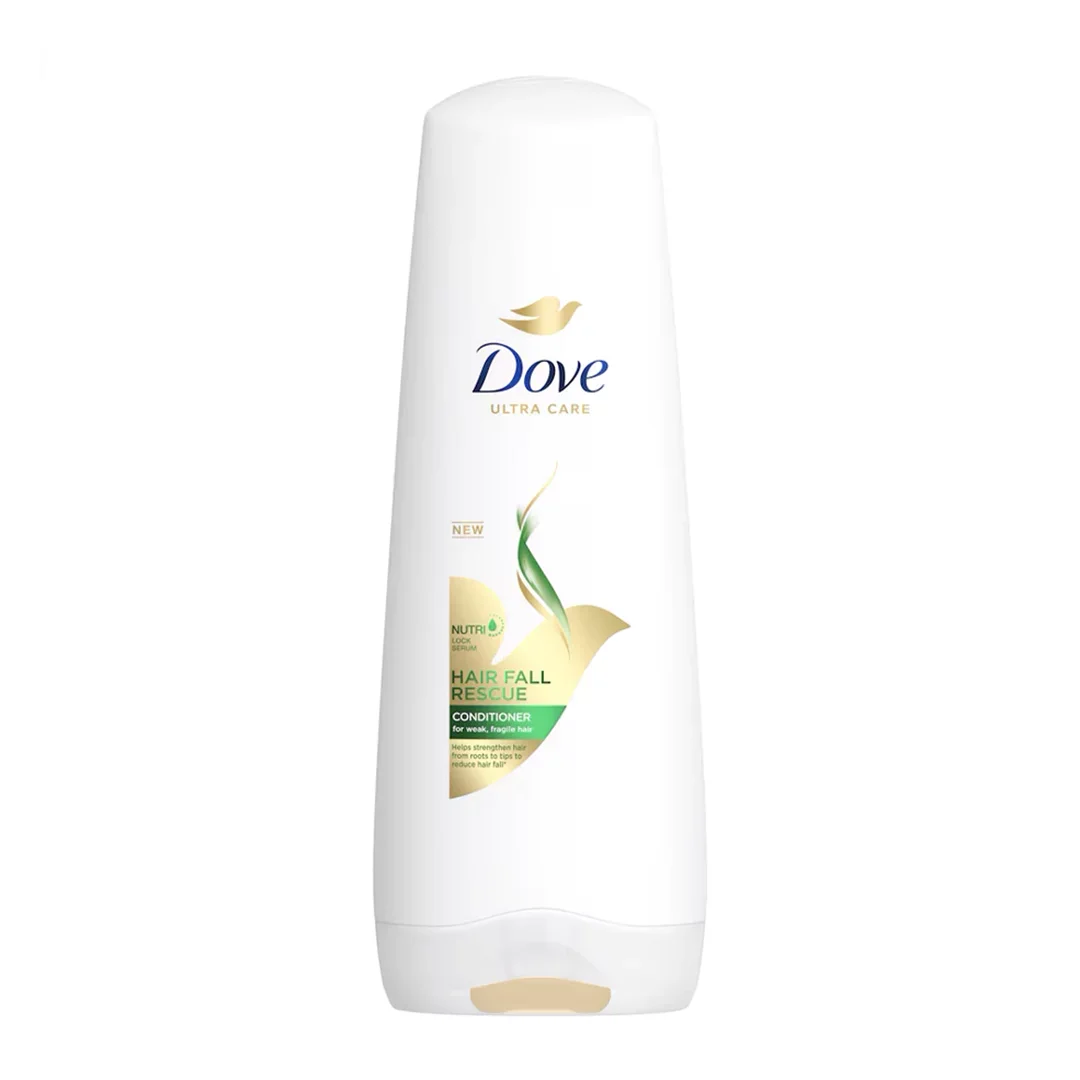 Dove
ULTRA CARE
NEW
NUTRI
LOCK
SERUM
HAIR FALL
RESCUE
CONDITIONER
for weak, fragile hair
Helps strengthen hair
from roots to tips to
reduce hair fall*